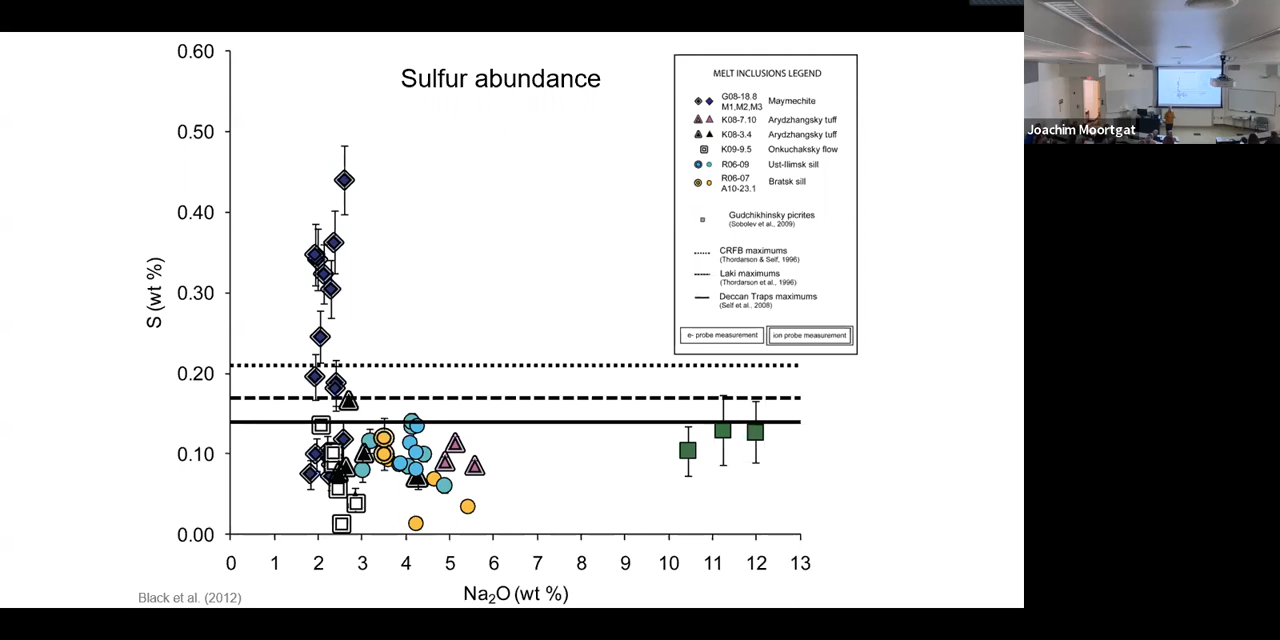 Sulfur abundance
S (wt %)
0.60
0.50
0.40
0.30
0.20
0.10
0.00
0 1 2 3 4 5 6 7 8 9 10 11 12 13
Na₂O (wt %)
MELT INCLUSIONS LEGEND
G08-18.8
M1,M2,M3 Maymechite
K08-7.10 Arydzhangsky tuff
K08-3.4 Arydzhangsky tuff
K09-9.5 Onkuchaksky flow
R06-09 Ust-Ilimsk sill
R06-07
A10-23.1 Bratsk sill
Gudchikhinsky picrites
(Sobolev et al., 2009)
CRFB maximums
(Thordarson & Self, 1996)
Laki maximums
(Thordarson et al., 1996)
Deccan Traps maximums
(Self et al., 2008)
e- probe measurement ion probe measurement
Black et al. (2012)
Joachim Moortgat